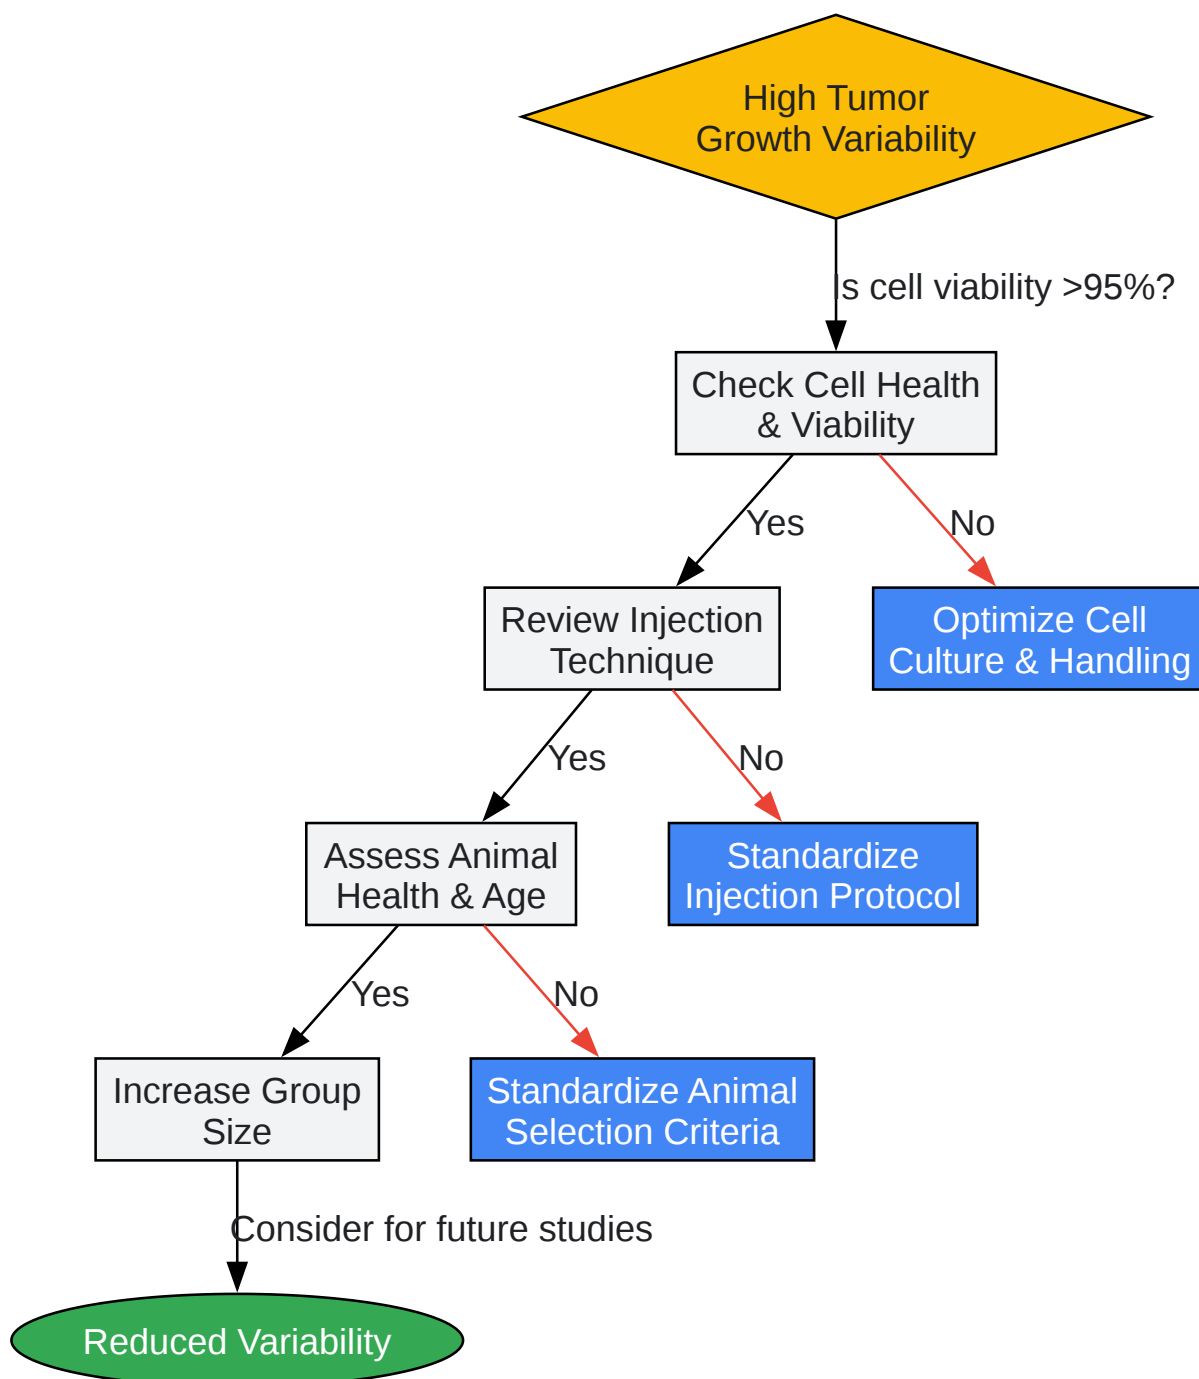 High Tumor
Growth Variability
Is cell viability >95%?
Check Cell Health
& Viability
Yes
No
Review Injection
Technique
Optimize Cell
Culture & Handling
Yes
No
Assess Animal
Health & Age
Standardize
Injection Protocol
Yes
No
Increase Group
Size
Standardize Animal
Selection Criteria
Consider for future studies
Reduced Variability